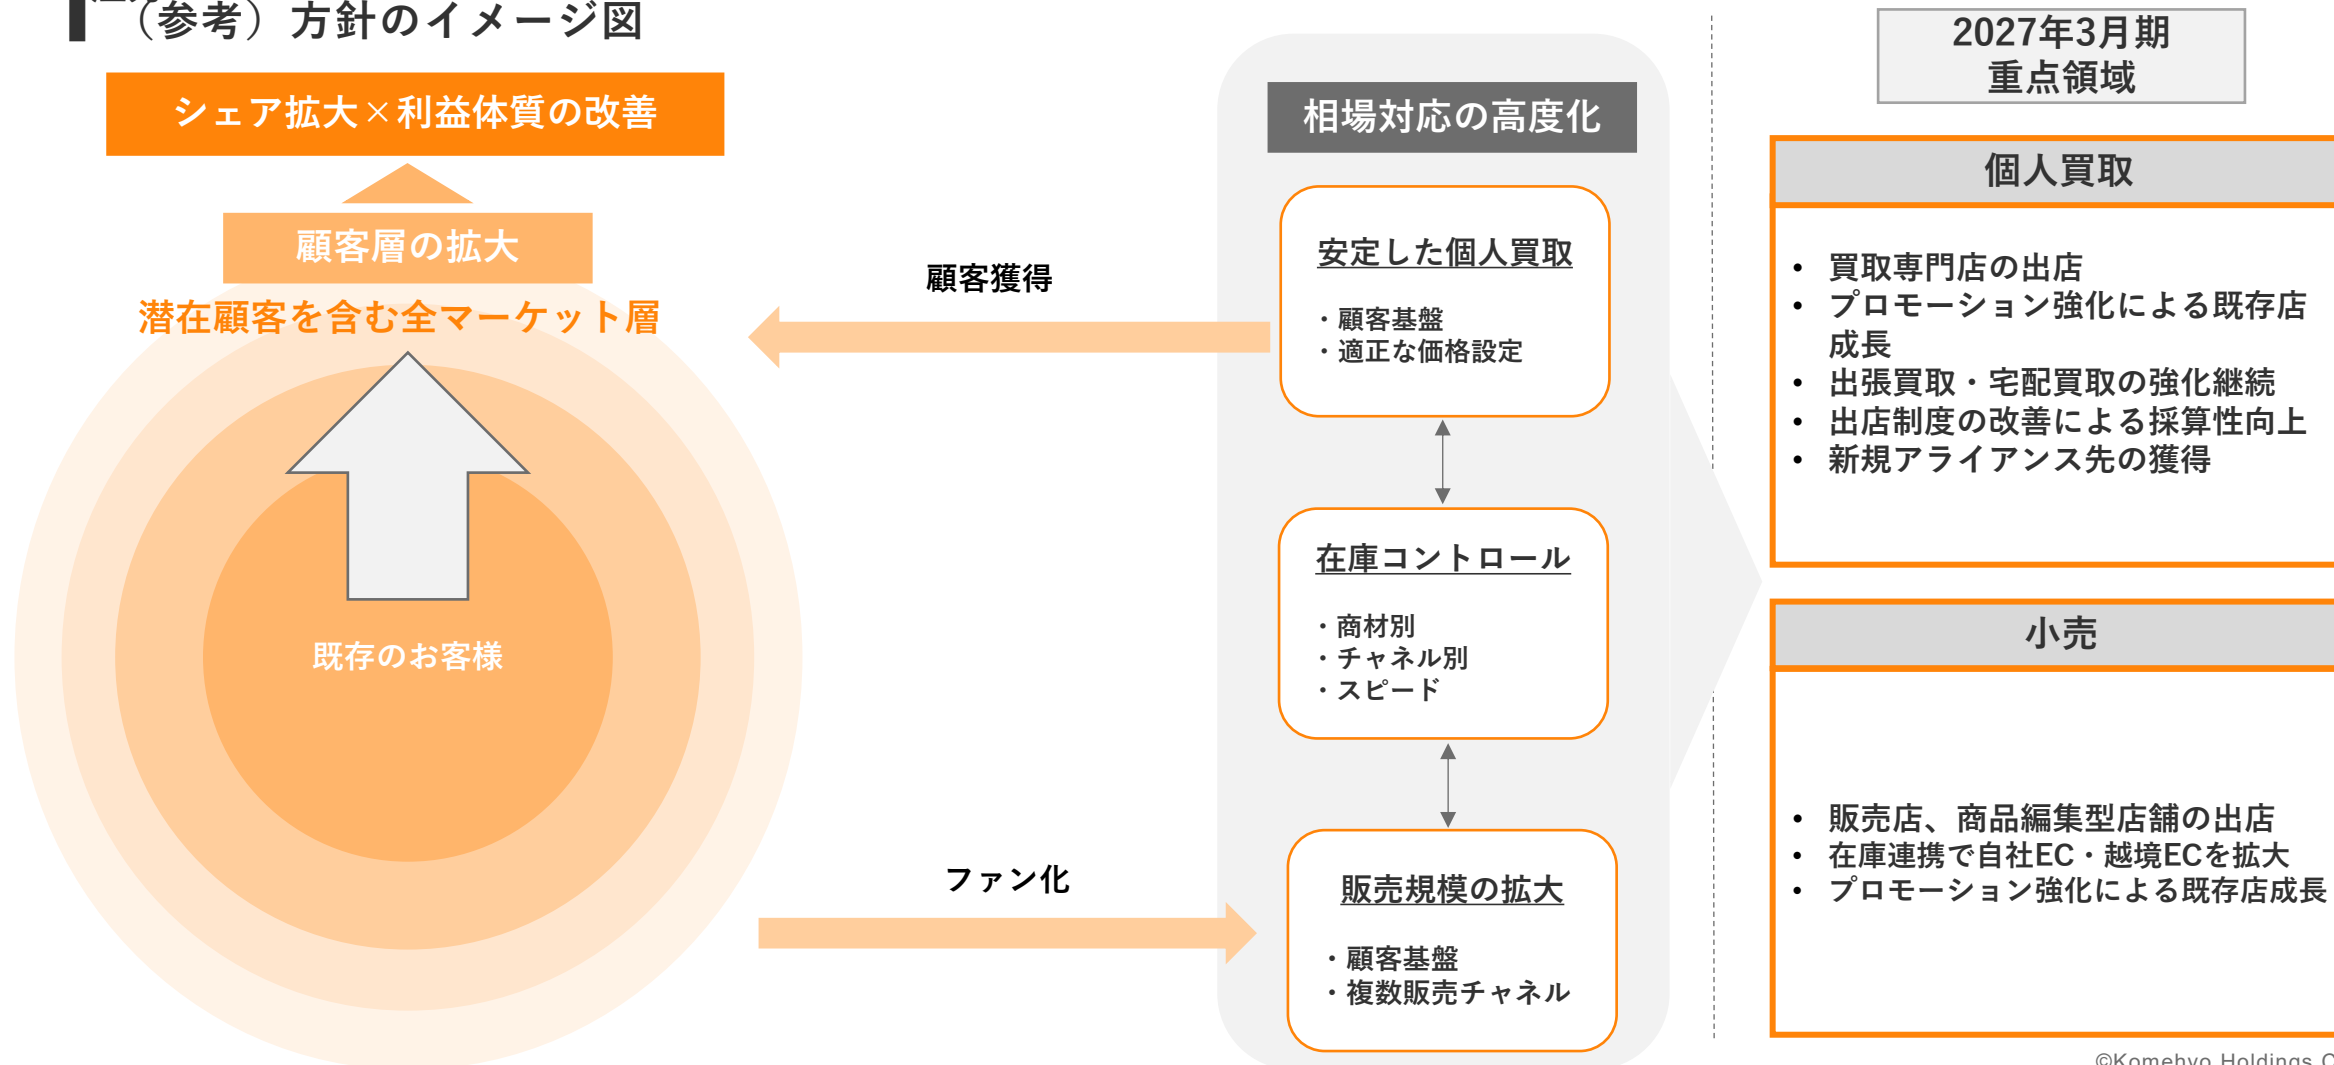 （参考）方針のイメージ図
シェア拡大×利益体質の改善
顧客層の拡大
潜在顧客を含む全マーケット層
既存のお客様
顧客獲得
ファン化
相場対応の高度化
安定した個人買取
・顧客基盤
・適正な価格設定
在庫コントロール
・商材別
・チャネル別
・スピード
販売規模の拡大
・顧客基盤
・複数販売チャネル
2027年3月期
重点領域
個人買取
• 買取専門店の出店
• プロモーション強化による既存店
成長
• 出張買取・宅配買取の強化継続
• 出店制度の改善による採算性向上
• 新規アライアンス先の獲得
小売
• 販売店、商品編集型店舗の出店
• 在庫連携で自社EC・越境ECを拡大
• プロモーション強化による既存店成長
©Komehyo Holdings